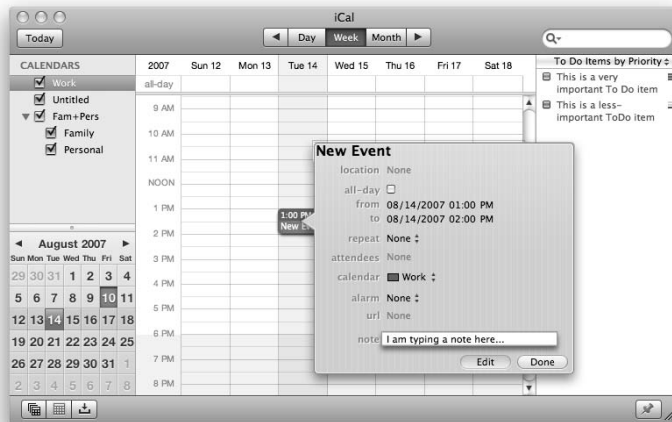 iCal
Today
Day Week Month
CALENDARS
Work
Untitled
Fam+Pers
Family
Personal
2007 Sun 12 Mon 13 Tue 14 Wed 15 Thu 16 Fri 17 Sat 18
all-day
9 AM
10 AM
11 AM
NOON
1 PM
2 PM
3 PM
4 PM
5 PM
6 PM
7 PM
8 PM
1:00 PM
New
New Event
location None
all-day
from 08/14/2007 01:00 PM
to 08/14/2007 02:00 PM
repeat None
attendees None
calendar Work
alarm None
url None
note I am typing a note here...
Edit Done
To Do Items by Priority
This is a very
important To Do item
This is a less-
important ToDo item
August 2007
Sun Mon Tue Wed Thu Fri Sat
29 30 31 1 2 3 4
5 6 7 8 9 10 11
12 13 14 15 16 17 18
19 20 21 22 23 24 25
26 27 28 29 30 31 1
2 3 4 5 6 7 8